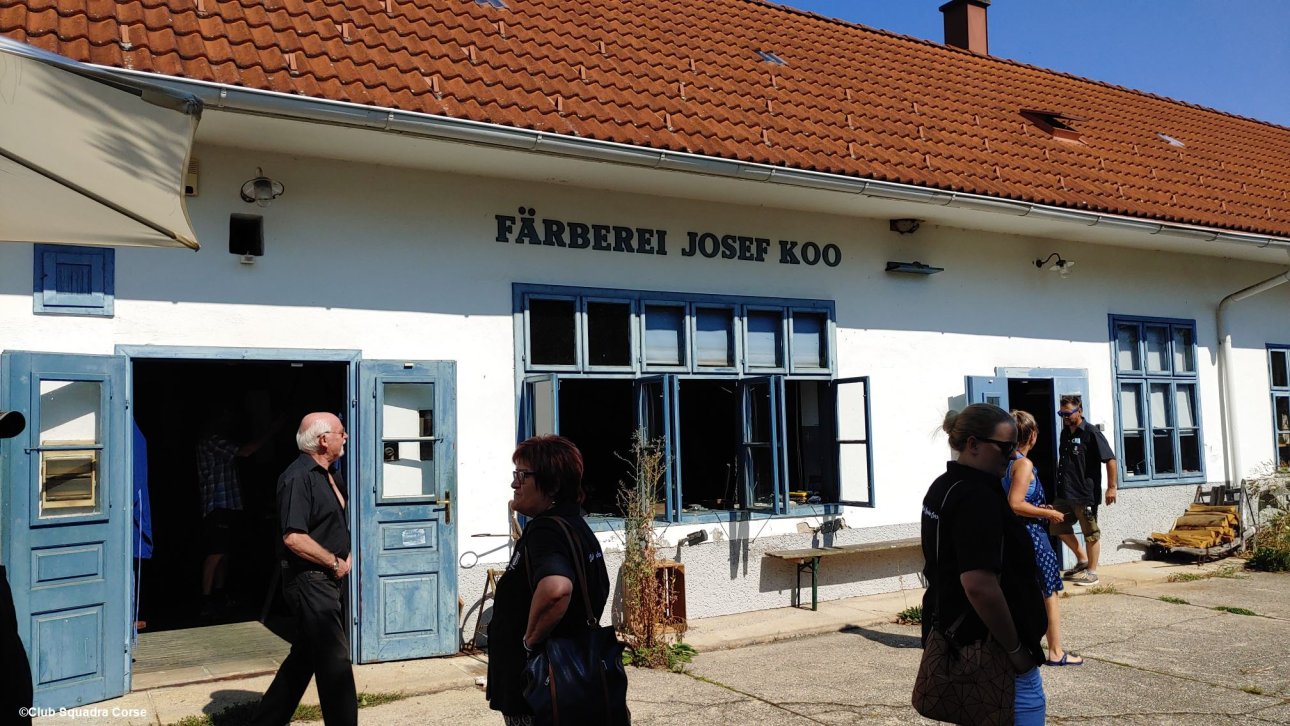 FÄRBEREI JOSEF KOO
©Club Squadra Corse